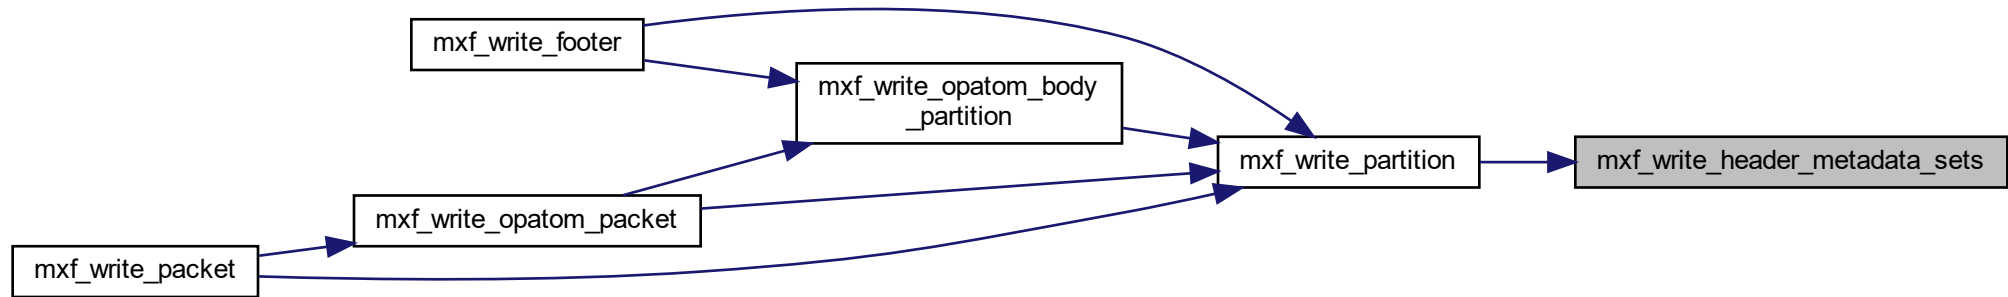 mxf_write_footer
mxf_write_opatom_body
_partition
mxf_write_partition
mxf_write_header_metadata_sets
mxf_write_opatom_packet
mxf_write_packet